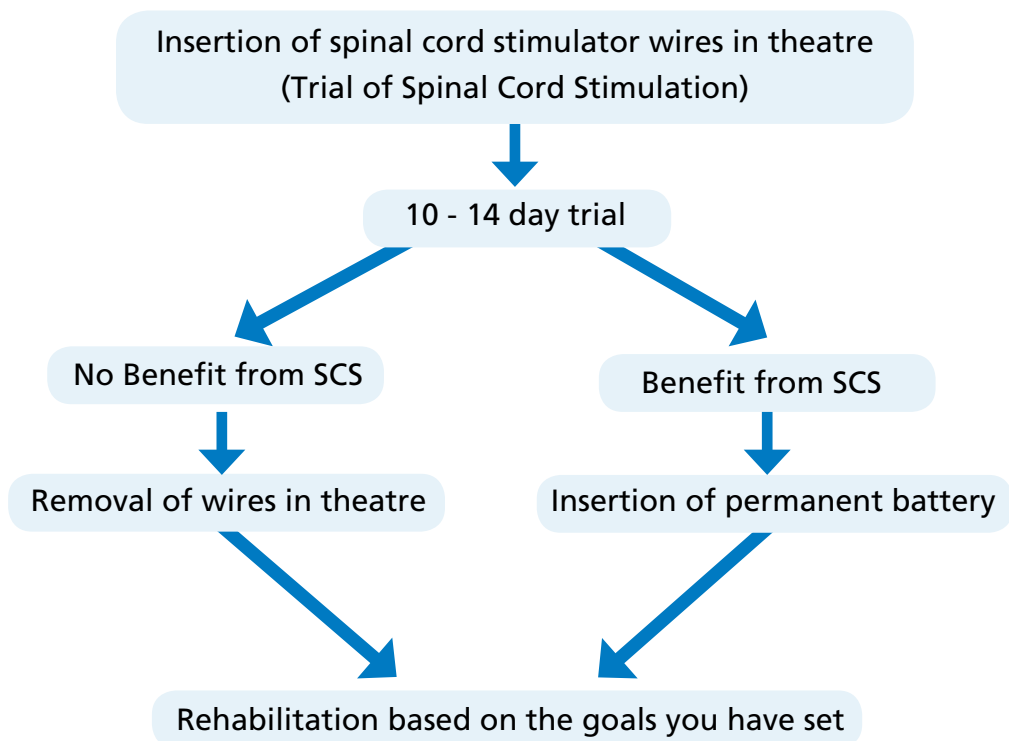 Insertion of spinal cord stimulator wires in theatre
(Trial of Spinal Cord Stimulation)
10 - 14 day trial
No Benefit from SCS
Benefit from SCS
Removal of wires in theatre
Insertion of permanent battery
Rehabilitation based on the goals you have set